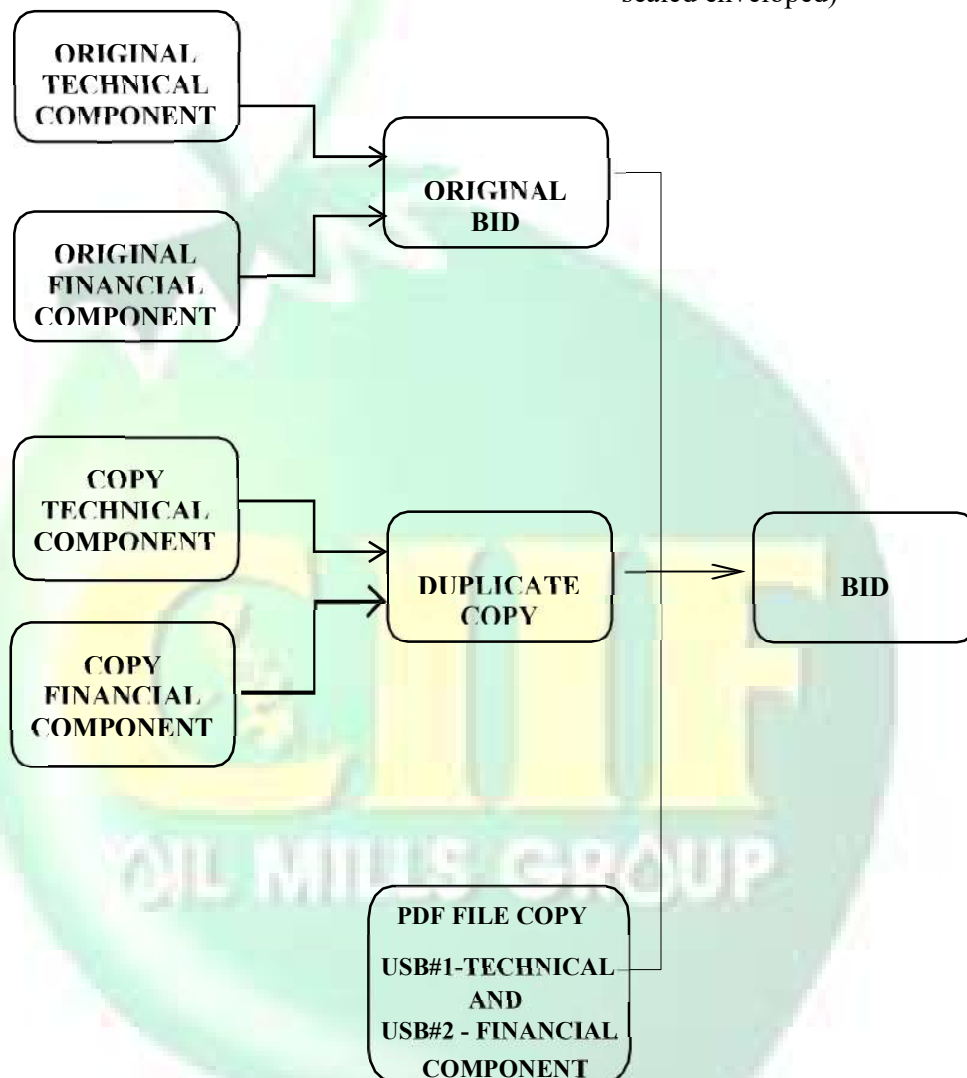 sealed enveloped)
ORIGINAL
TECHNICAL
COMPONENT
ORIGINAL
BID
ORIGINAL
FINANCIAL
COMPONENT
COPY
TECHNICAL
COMPONENT
DUPLICATE
COPY
BID
COPY
FINANCIAL
COMPONENT
CIIF
OIL MILLS GROUP
PDF FILE COPY
USB#1-TECHNICAL
AND
USB#2 - FINANCIAL
COMPONENT